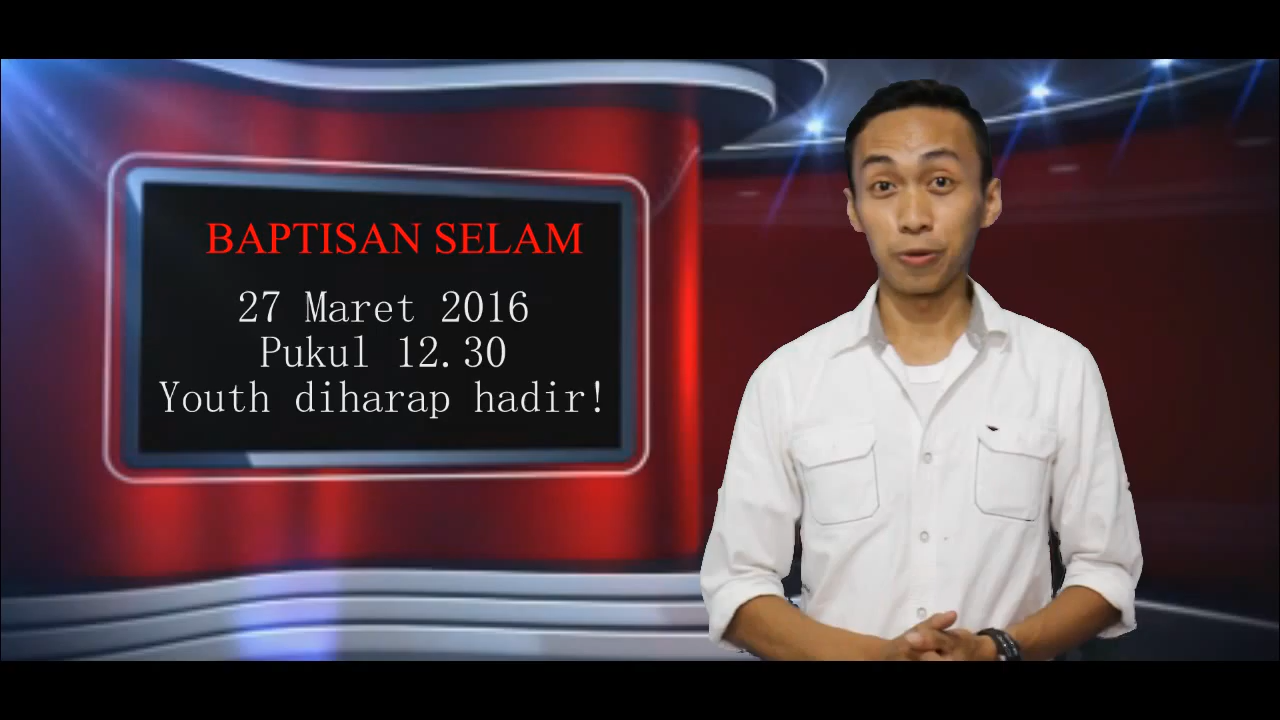 BAPTISAN SELAM
27 Maret 2016
Pukul 12.30
Youth diharap hadir!